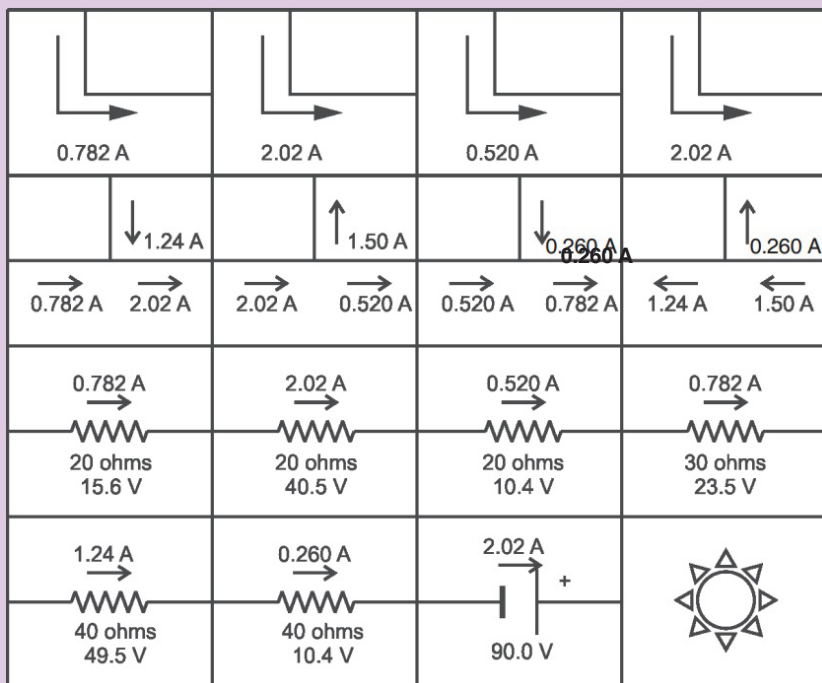 0.782 A 2.02 A 0.520 A 2.02 A
1.24 A 1.50 A 0.260 A 0.260 A
0.260 A
0.782 A 2.02 A 2.02 A 0.520 A 0.520 A 0.782 A 1.24 A 1.50 A
0.782 A 2.02 A 0.520 A 0.782 A
20 ohms 20 ohms 20 ohms 30 ohms
15.6 V 40.5 V 10.4 V 23.5 V
1.24 A 0.260 A 2.02 A
+
40 ohms 40 ohms
49.5 V 10.4 V 90.0 V